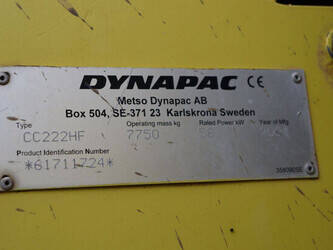 DYNAPAC CE
Metso Dynapac AB
Box 504, SE-371 23 Karlskrona Sweden
Type Operating mass kg Rated Power kW Year of Mfg
CC222HF 7750
Product Identification Number
*61711724*